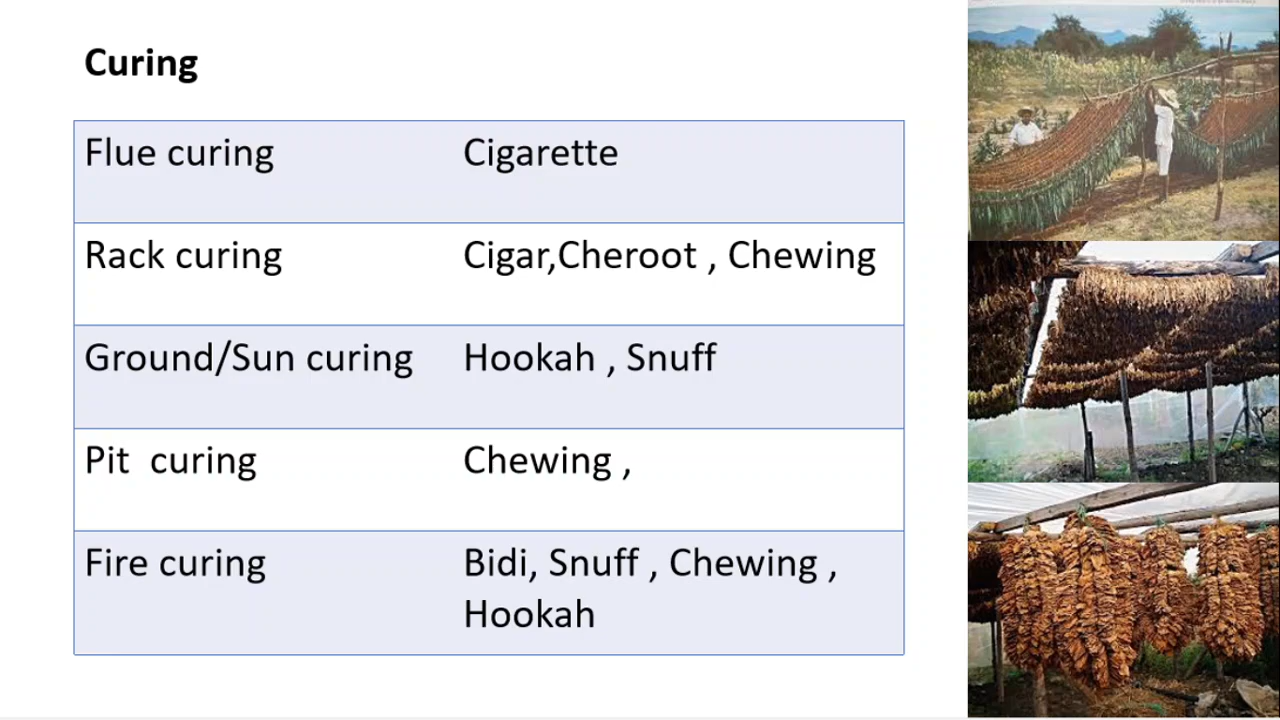 Curing
Flue curing Cigarette
Rack curing Cigar,Cheroot , Chewing
Ground/Sun curing Hookah , Snuff
Pit  curing Chewing ,
Fire curing Bidi, Snuff , Chewing ,
Hookah